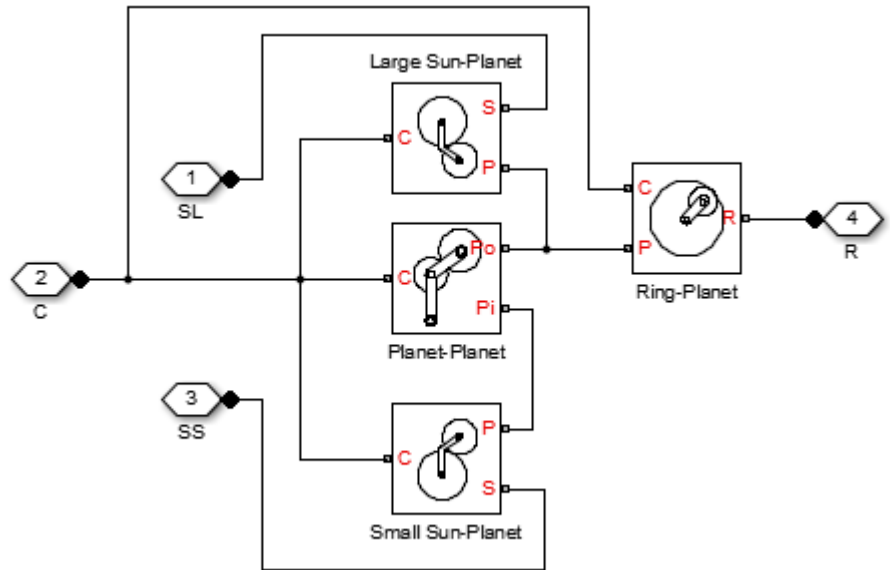 Large Sun-Planet
S
C
P
1
SL
C
R
4
P
R
Ring-Planet
Po
2
C
C
Pi
Planet-Planet
3
SS
P
C
S
Small Sun-Planet